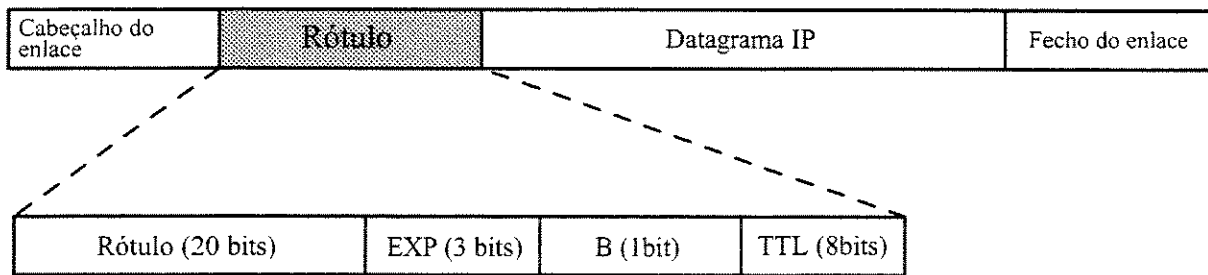 Cabeçalho do
enlace
Rótulo
Datagrama IP
Fecho do enlace
Rótulo (20 bits)
EXP (3 bits)
B (1bit)
TTL (8bits)